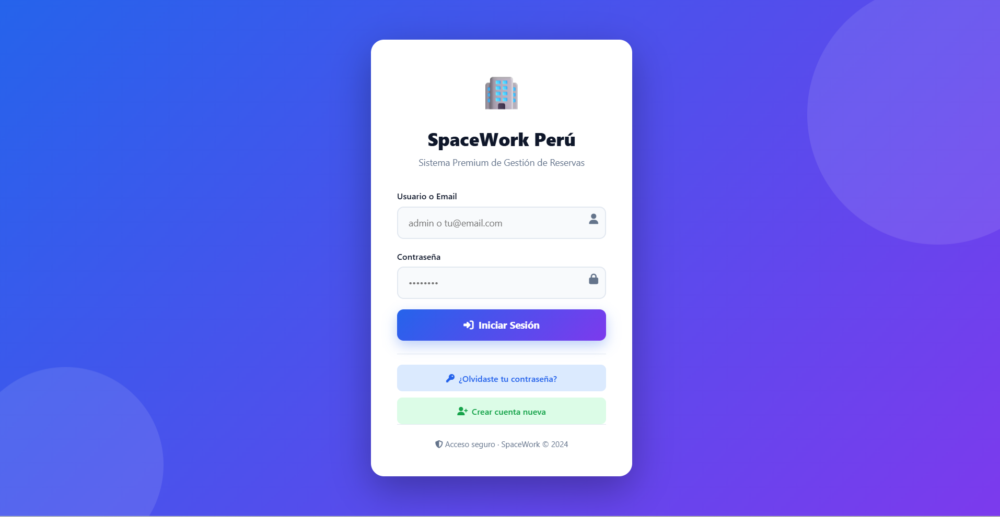 SpaceWork Perú
Sistema Premium de Gestión de Reservas
Usuario o Email
admin o tu@email.com
Contraseña
••••••••
Iniciar Sesión
¿Olvidaste tu contraseña?
Crear cuenta nueva
Acceso seguro · SpaceWork © 2024